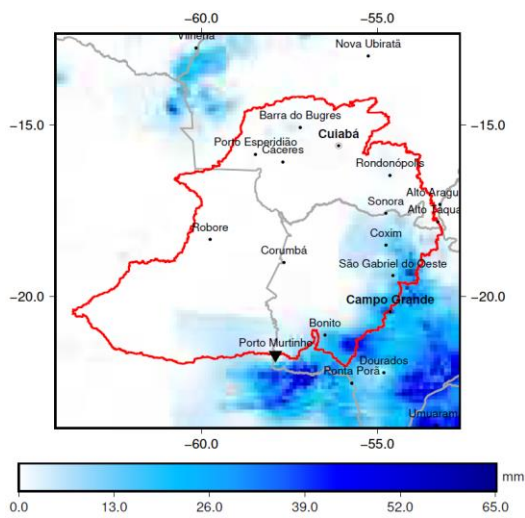 −60.0 −55.0
Vilhena
Nova Ubiratã
−15.0 −15.0
Barra do Bugres
Cuiabá
Porto Esperidião
Cáceres
Rondonópolis
Alto Aragu
Sonora
Alto Taqua
Robore
Coxim
Corumbá
São Gabriel do Oeste
−20.0 −20.0
Campo Grande
Bonito
Porto Murtinho
Dourados
Ponta Porã
Umuaram
−60.0 −55.0
mm
0.0 13.0 26.0 39.0 52.0 65.0